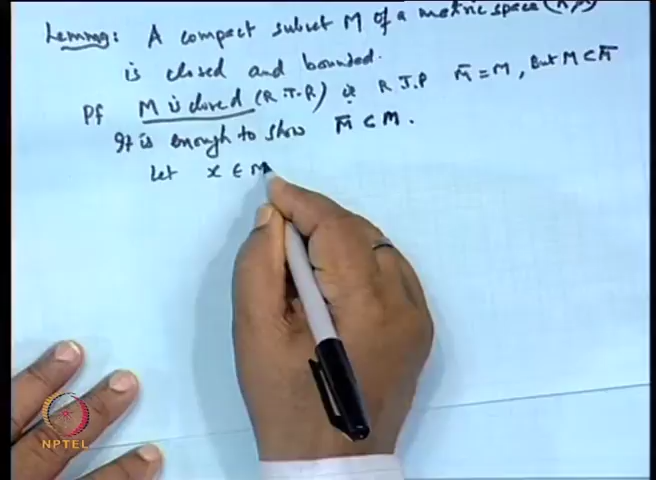 Lemma: A compact subset M of a metric space (X,ρ)
is closed and bounded.
Pf M is closed (R.T.P) is R.T.P M̄ = M, But M ⊂ M̄
It is enough to show M̄ ⊂ M.
Let x ∈ M
NPTEL